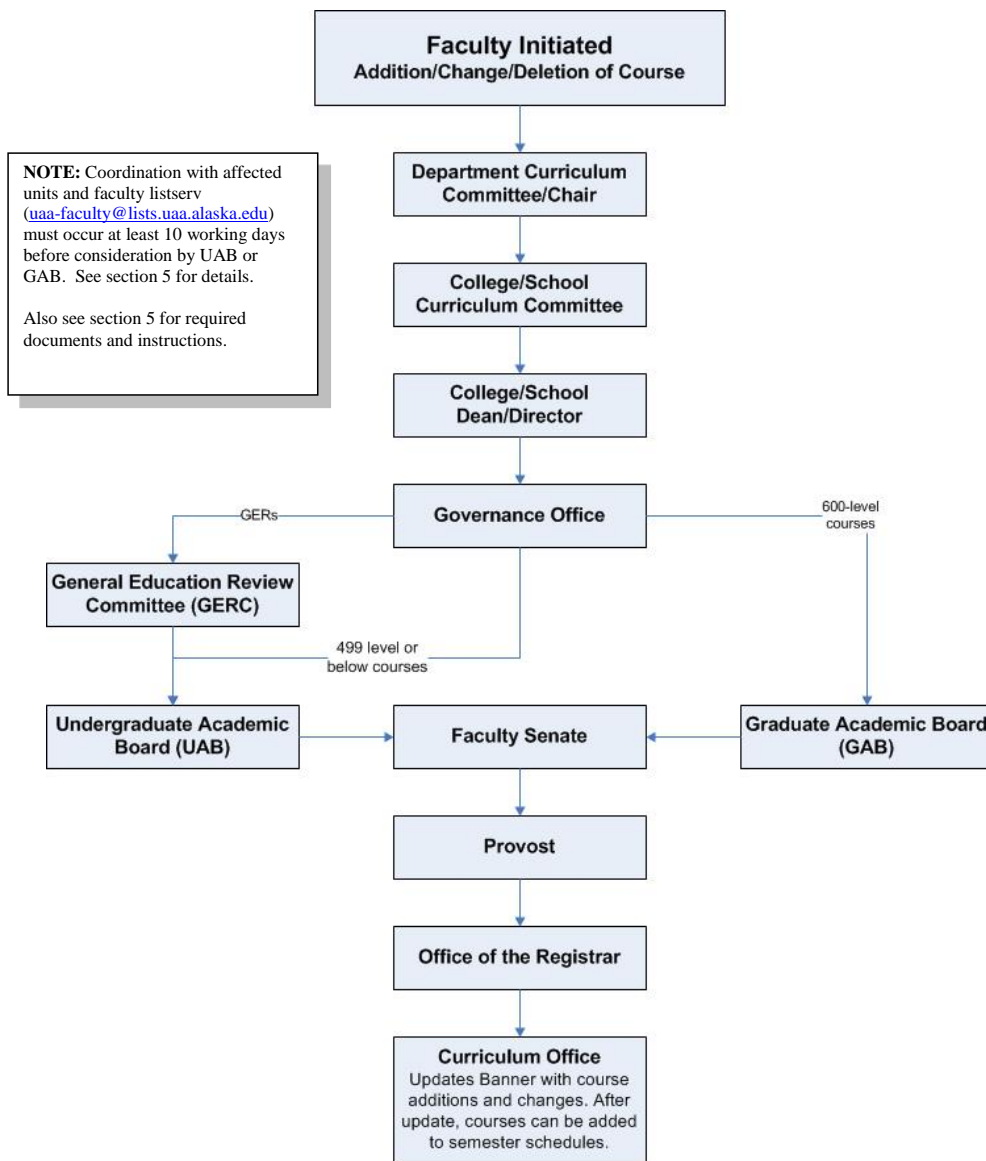 Faculty Initiated
Addition/Change/Deletion of Course
NOTE: Coordination with affected
units and faculty listserv
(uaa-faculty@lists.uaa.alaska.edu)
must occur at least 10 working days
before consideration by UAB or
GAB. See section 5 for details.
Also see section 5 for required
documents and instructions.
Department Curriculum
Committee/Chair
College/School
Curriculum Committee
College/School
Dean/Director
Governance Office
GERs
600-level
courses
General Education Review
Committee (GERC)
499 level or
below courses
Undergraduate Academic
Board (UAB)
Faculty Senate
Graduate Academic Board
(GAB)
Provost
Office of the Registrar
Curriculum Office
Updates Banner with course
additions and changes. After
update, courses can be added
to semester schedules.